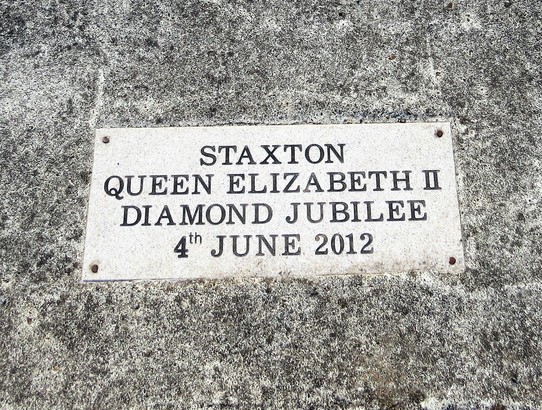 STAXTON
QUEEN ELIZABETH II
DIAMOND JUBILEE
4th JUNE 2012